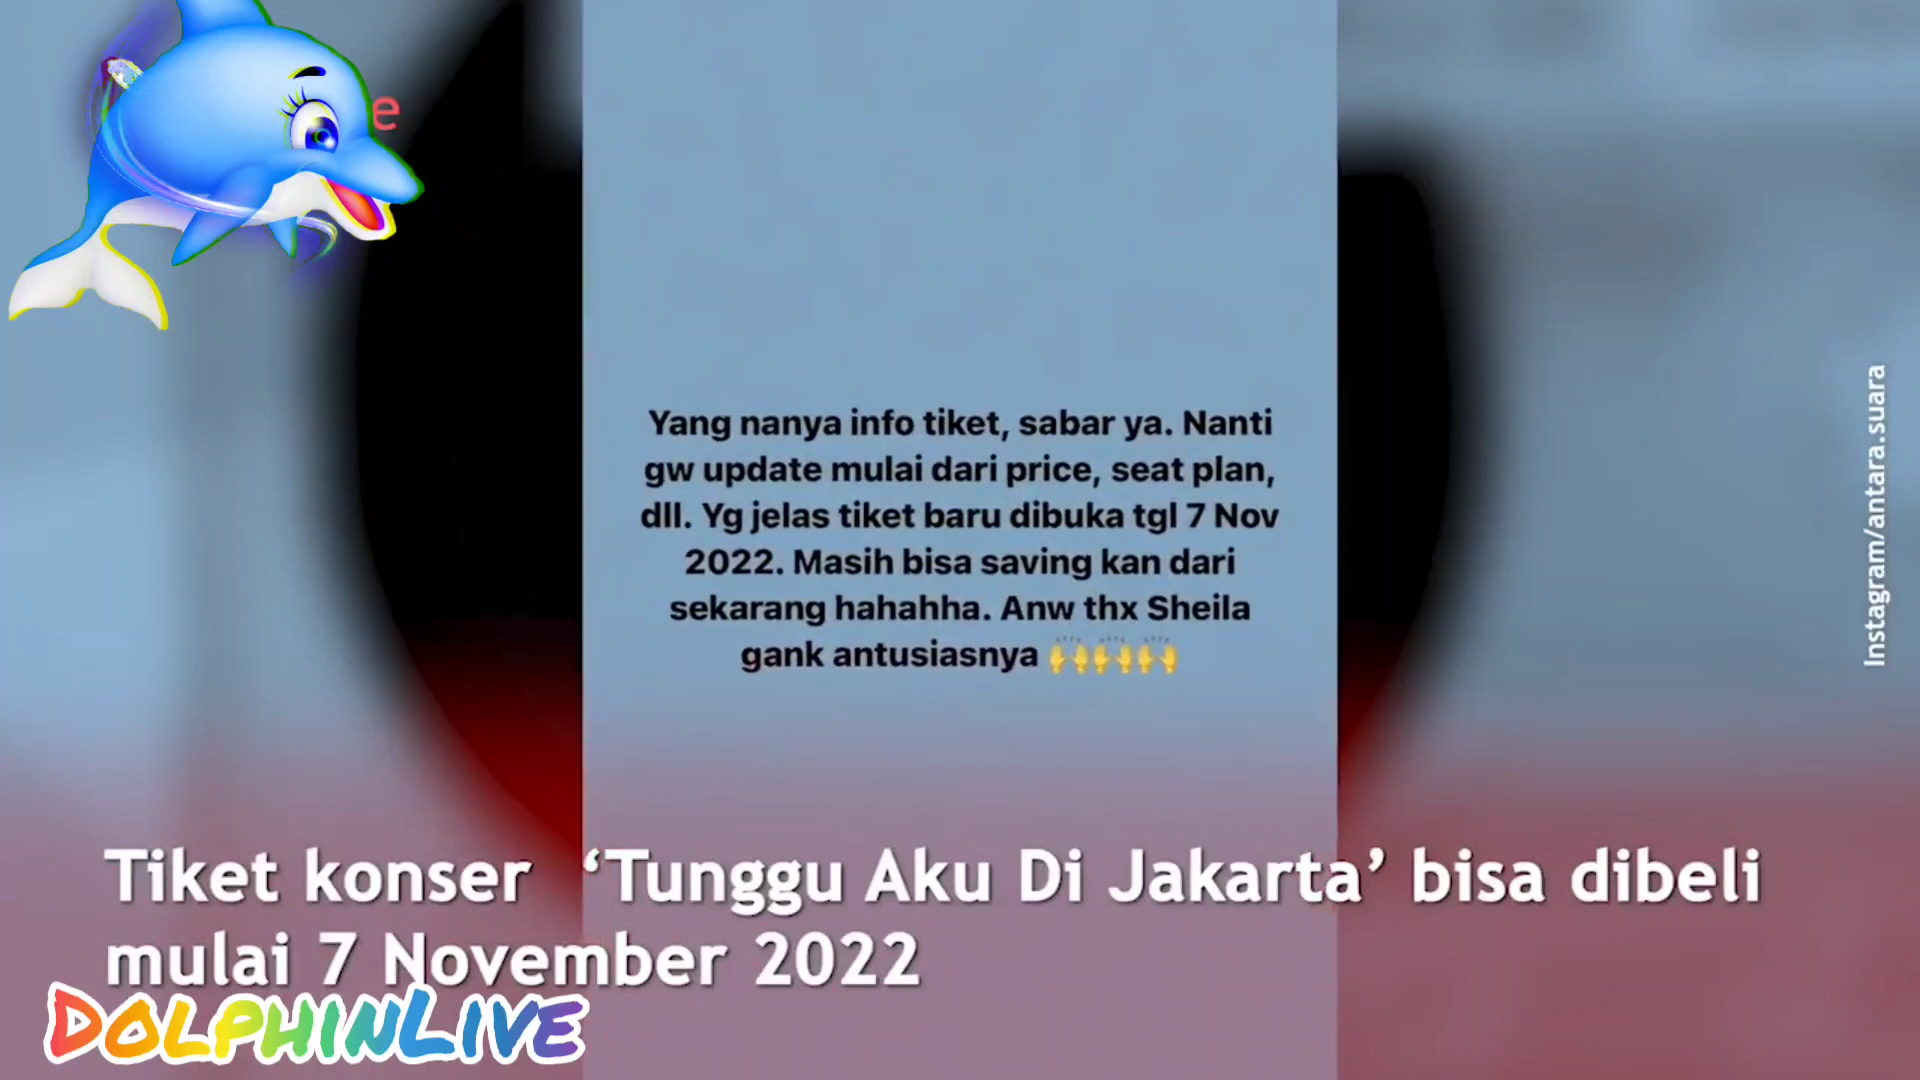 e
Yang nanya info tiket, sabar ya. Nanti
gw update mulai dari price, seat plan,
dll. Yg jelas tiket baru dibuka tgl 7 Nov
2022. Masih bisa saving kan dari
sekarang hahahha. Anw thx Sheila
gank antusiasnya 🙌🙌🙌
Instagram/antara.suara
Tiket konser ‘Tunggu Aku Di Jakarta’ bisa dibeli
mulai 7 November 2022
DOLPHINLIVE